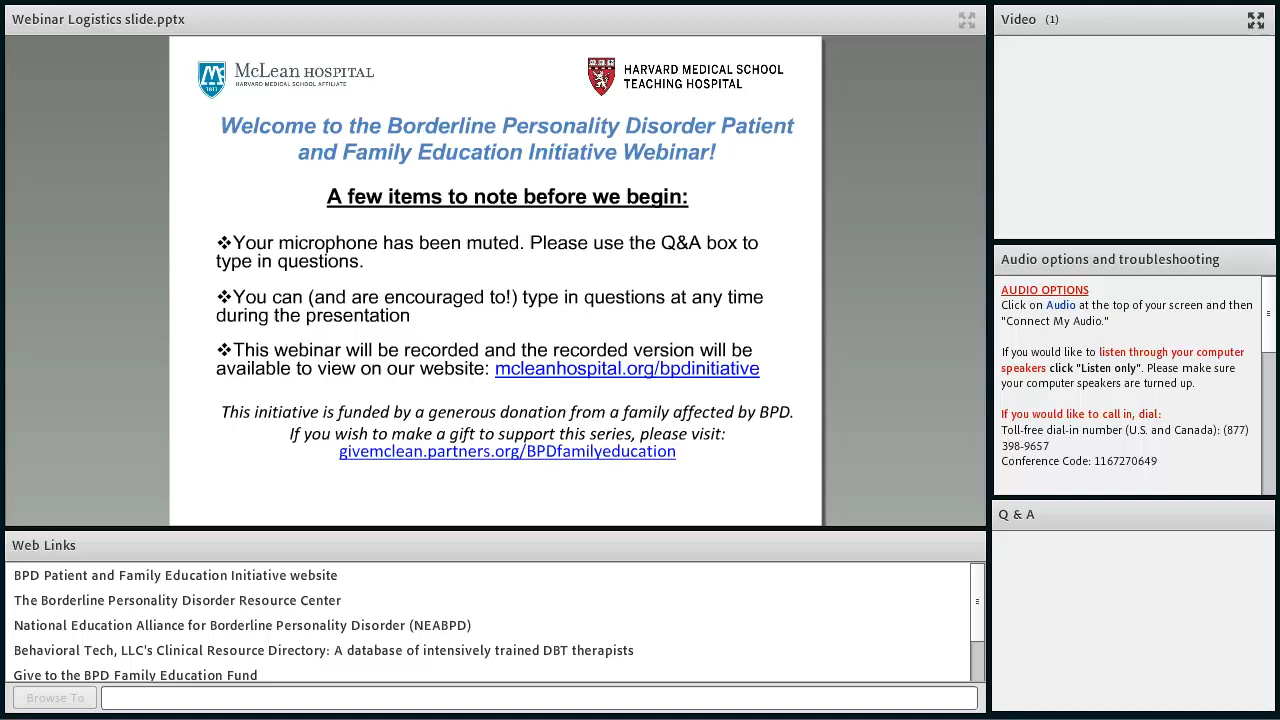 Webinar Logistics slide.pptx
McLean HOSPITAL
HARVARD MEDICAL SCHOOL AFFILIATE
1811
HARVARD MEDICAL SCHOOL
TEACHING HOSPITAL
Welcome to the Borderline Personality Disorder Patient
and Family Education Initiative Webinar!
A few items to note before we begin:
❖Your microphone has been muted. Please use the Q&A box to
type in questions.
❖You can (and are encouraged to!) type in questions at any time
during the presentation
❖This webinar will be recorded and the recorded version will be
available to view on our website: mcleanhospital.org/bpdinitiative
This initiative is funded by a generous donation from a family affected by BPD.
If you wish to make a gift to support this series, please visit:
givemclean.partners.org/BPDfamilyeducation
Web Links
BPD Patient and Family Education Initiative website
The Borderline Personality Disorder Resource Center
National Education Alliance for Borderline Personality Disorder (NEABPD)
Behavioral Tech, LLC's Clinical Resource Directory: A database of intensively trained DBT therapists
Give to the BPD Family Education Fund
Browse To
Video (1)
Audio options and troubleshooting
AUDIO OPTIONS
Click on Audio at the top of your screen and then
"Connect My Audio."
If you would like to listen through your computer
speakers click "Listen only". Please make sure
your computer speakers are turned up.
If you would like to call in, dial:
Toll-free dial-in number (U.S. and Canada): (877)
398-9657
Conference Code: 1167270649
Q & A